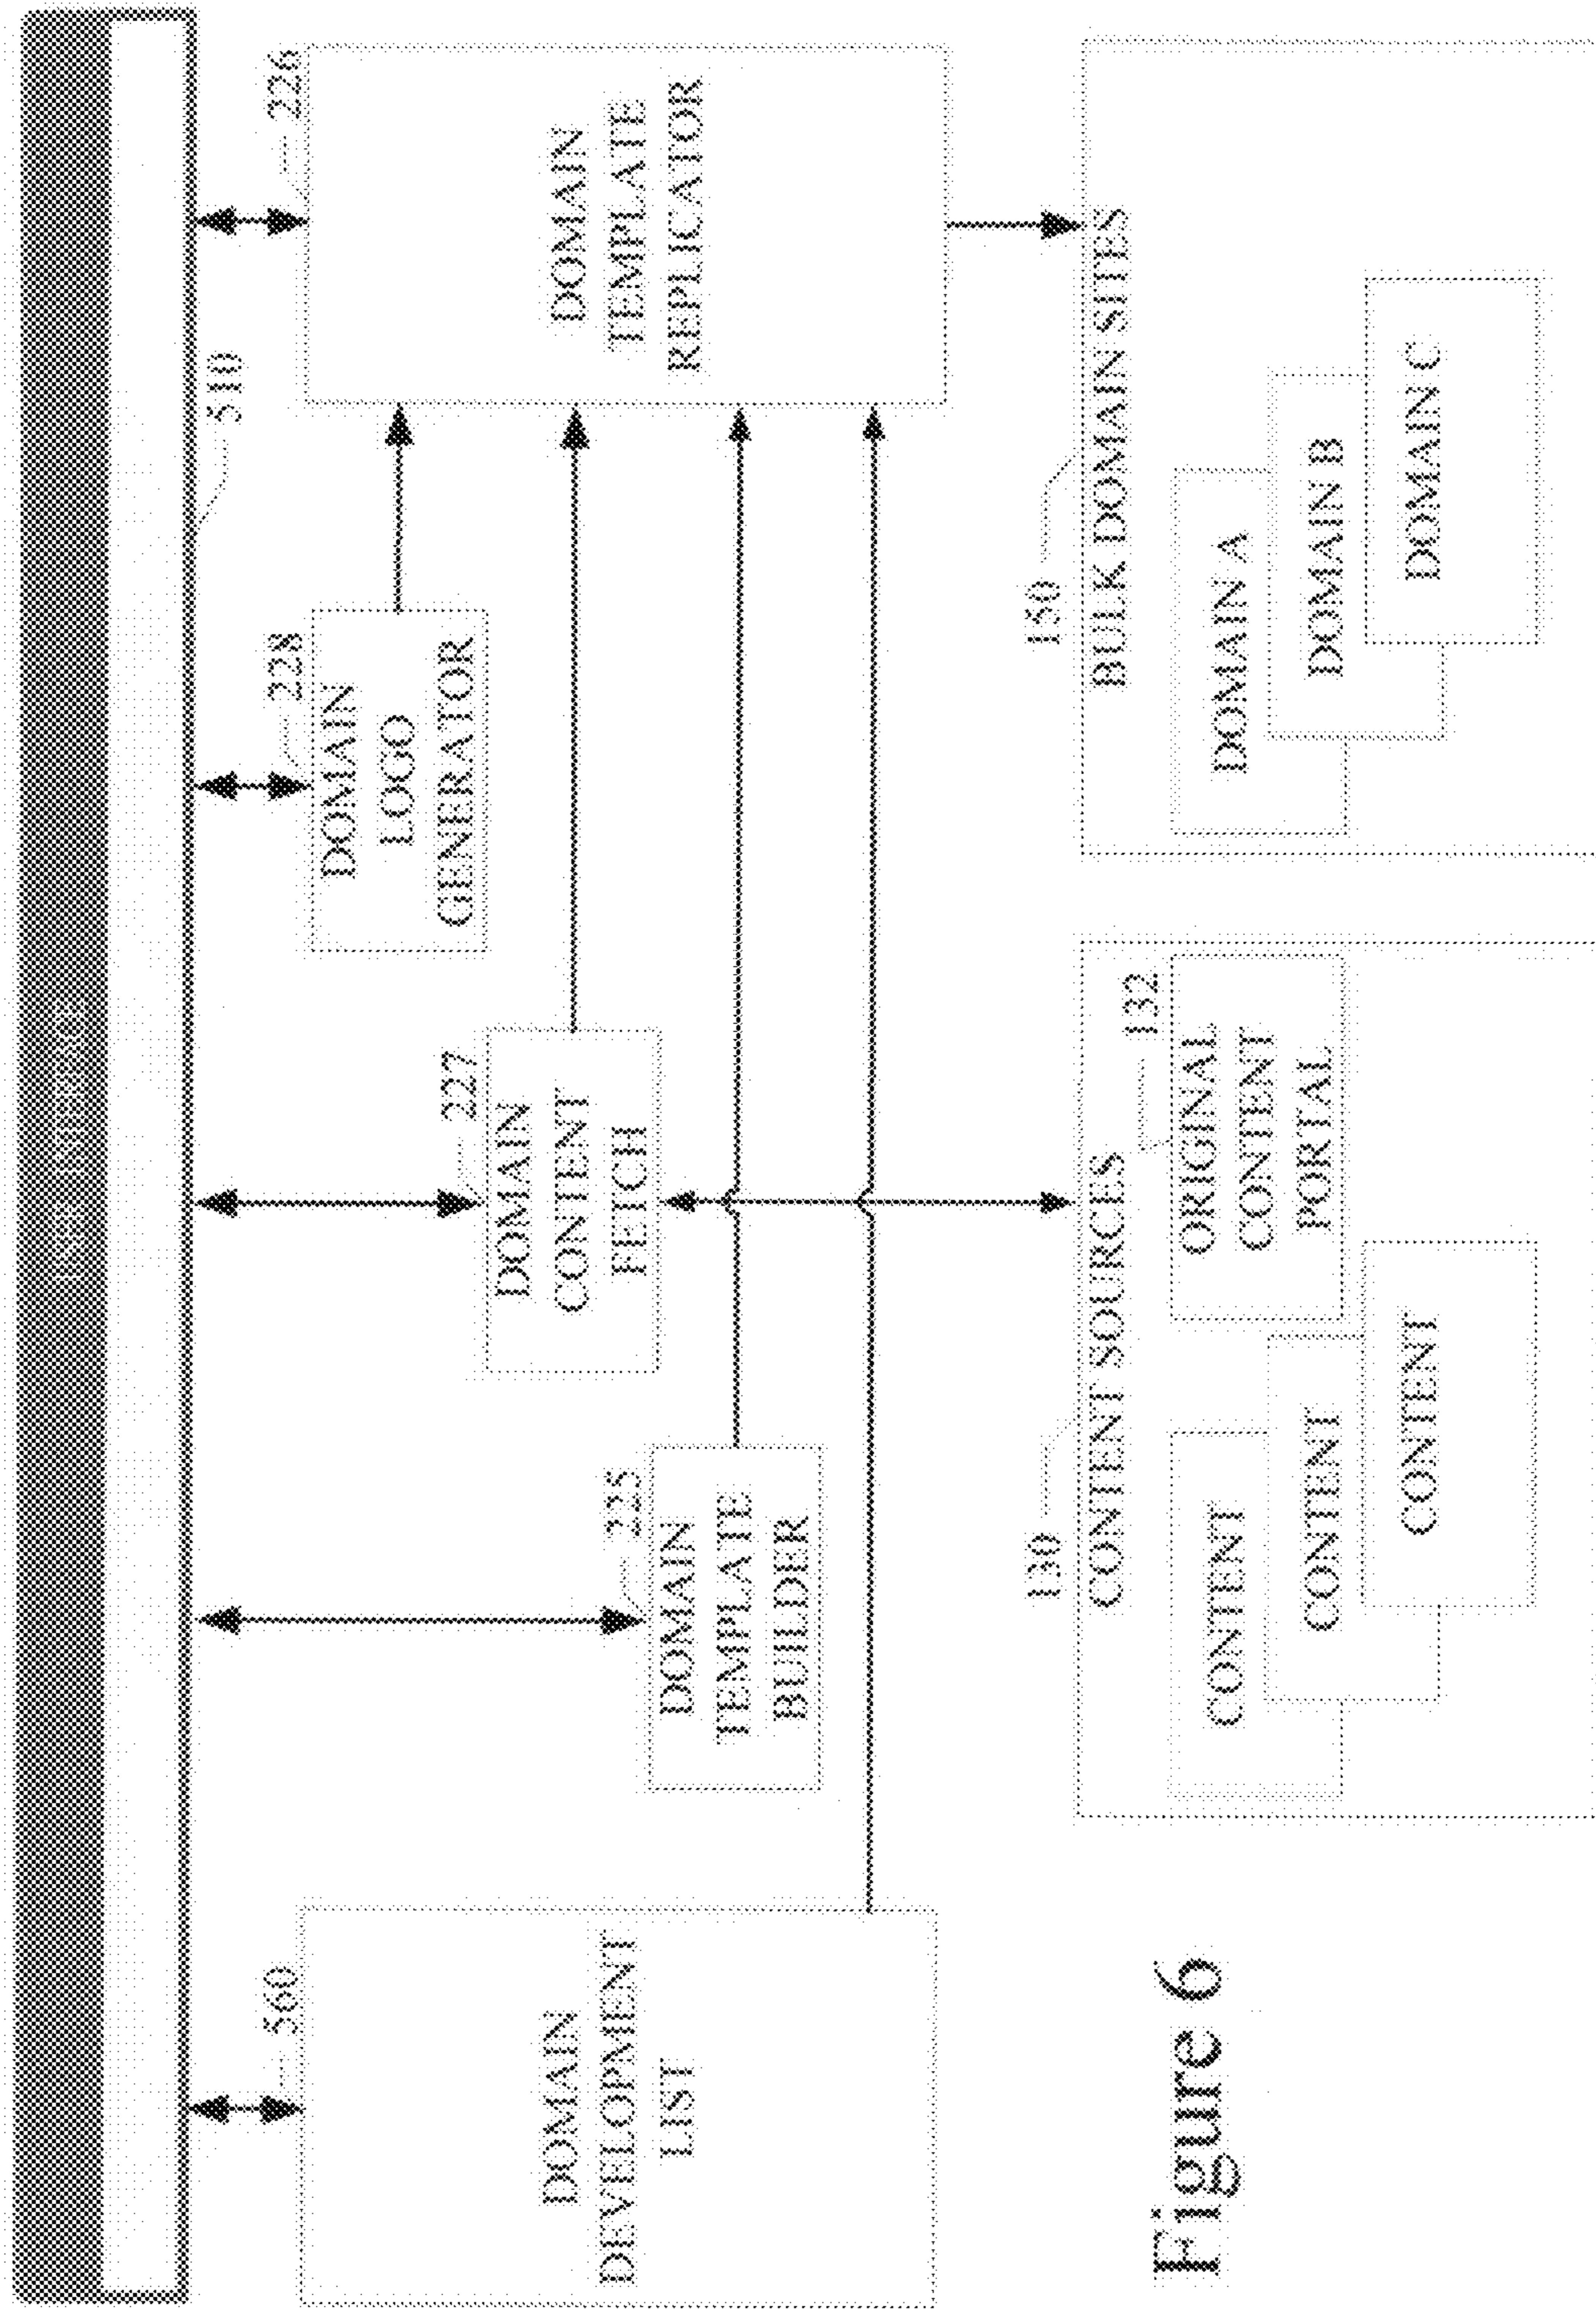 510
560
DOMAIN
DEVELOPMENT
LIST
225
DOMAIN
TEMPLATE
BUILDER
227
DOMAIN
CONTENT
FETCH
228
DOMAIN
LOGO
GENERATOR
226
DOMAIN
TEMPLATE
REPLICATOR
130
CONTENT SOURCES
132
ORIGINAL
CONTENT
PORTAL
CONTENT
CONTENT
CONTENT
150
BULK DOMAIN SITES
DOMAIN A
DOMAIN B
DOMAIN C
Figure 6